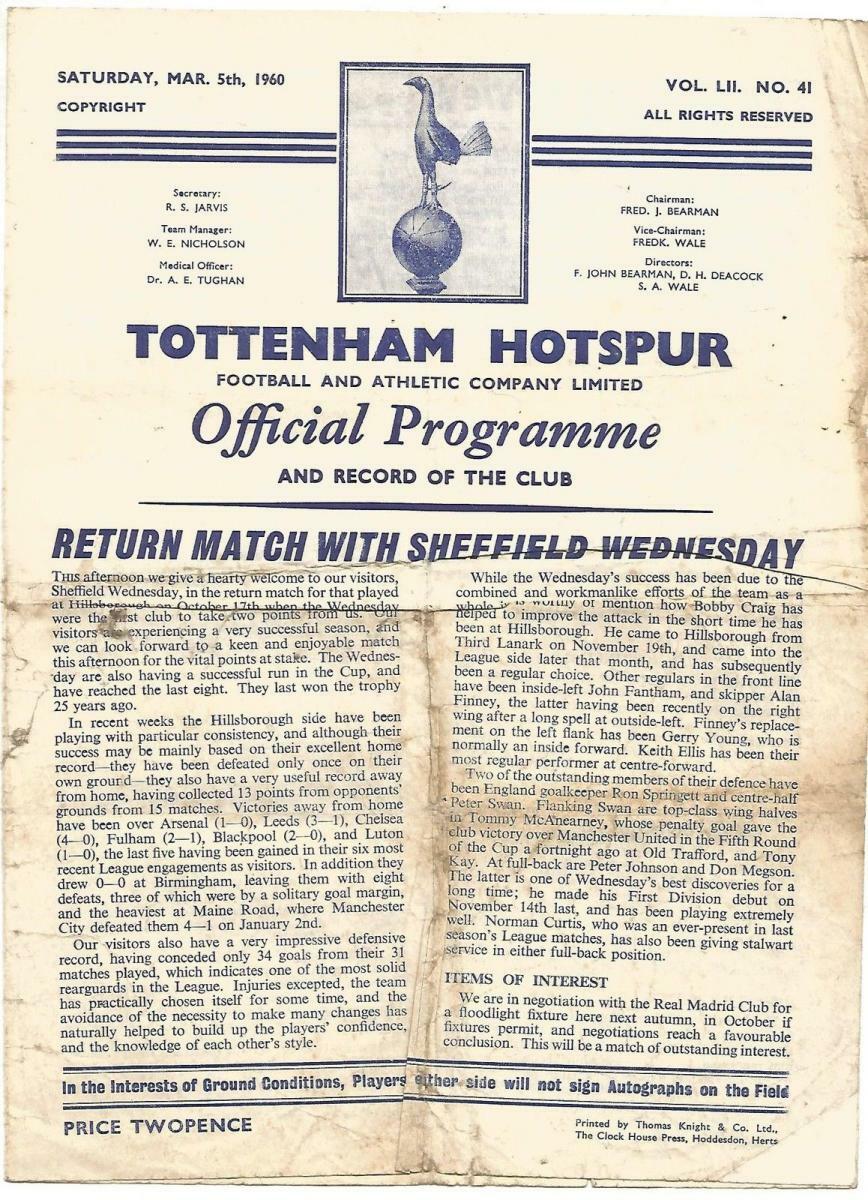 SATURDAY, MAR. 5th, 1960
COPYRIGHT
VOL. LII. NO. 41
ALL RIGHTS RESERVED
Secretary:
R. S. JARVIS
Team Manager:
W. E. NICHOLSON
Medical Officer:
Dr. A. E. TUGHAN
Chairman:
FRED. J. BEARMAN
Vice-Chairman:
FREDK. WALE
Directors:
F. JOHN BEARMAN, D. H. DEACOCK
S. A. WALE
TOTTENHAM HOTSPUR
FOOTBALL AND ATHLETIC COMPANY LIMITED
Official Programme
AND RECORD OF THE CLUB
RETURN MATCH WITH SHEFFIELD WEDNESDAY
THIS afternoon we give a hearty welcome to our visitors,
Sheffield Wednesday, in the return match for that played
at Hillsborough on October 17th when the Wednesday
were the first club to take two points from us. Our
visitors are experiencing a very successful season, and
we can look forward to a keen and enjoyable match
this afternoon for the vital points at stake. The Wednes-
day are also having a successful run in the Cup, and
have reached the last eight. They last won the trophy
25 years ago.
In recent weeks the Hillsborough side have been
playing with particular consistency, and although their
success may be mainly based on their excellent home
record—they have been defeated only once on their
own ground—they also have a very useful record away
from home, having collected 13 points from opponents'
grounds from 15 matches. Victories away from home
have been over Arsenal (1—0), Leeds (3—1), Chelsea
(4—0), Fulham (2—1), Blackpool (2—0), and Luton
(1—0), the last five having been gained in their six most
recent League engagements as visitors. In addition they
drew 0—0 at Birmingham, leaving them with eight
defeats, three of which were by a solitary goal margin,
and the heaviest at Maine Road, where Manchester
City defeated them 4—1 on January 2nd.
Our visitors also have a very impressive defensive
record, having conceded only 34 goals from their 31
matches played, which indicates one of the most solid
rearguards in the League. Injuries excepted, the team
has practically chosen itself for some time, and the
avoidance of the necessity to make many changes has
naturally helped to build up the players' confidence,
and the knowledge of each other's style.
While the Wednesday's success has been due to the
combined and workmanlike efforts of the team as a
whole it is worthy of mention how Bobby Craig has
helped to improve the attack in the short time he has
been at Hillsborough. He came to Hillsborough from
Third Lanark on November 19th, and came into the
League side later that month, and has subsequently
been a regular choice. Other regulars in the front line
have been inside-left John Fantham, and skipper Alan
Finney, the latter having been recently on the right
wing after a long spell at outside-left. Finney's replace-
ment on the left flank has been Gerry Young, who is
normally an inside forward. Keith Ellis has been their
most regular performer at centre-forward.
Two of the outstanding members of their defence have
been England goalkeeper Ron Springett and centre-half
Peter Swan. Flanking Swan are top-class wing halves
in Tommy McAnearney, whose penalty goal gave the
club victory over Manchester United in the Fifth Round
of the Cup a fortnight ago at Old Trafford, and Tony
Kay. At full-back are Peter Johnson and Don Megson.
The latter is one of Wednesday's best discoveries for a
long time; he made his First Division debut on
November 14th last, and has been playing extremely
well. Norman Curtis, who was an ever-present in last
season's League matches, has also been giving stalwart
service in either full-back position.
ITEMS OF INTEREST
We are in negotiation with the Real Madrid Club for
a floodlight fixture here next autumn, in October if
fixtures permit, and negotiations reach a favourable
conclusion. This will be a match of outstanding interest.
In the Interests of Ground Conditions, Players either side will not sign Autographs on the Field
PRICE TWOPENCE
Printed by Thomas Knight & Co. Ltd.,
The Clock House Press, Hoddesdon, Herts